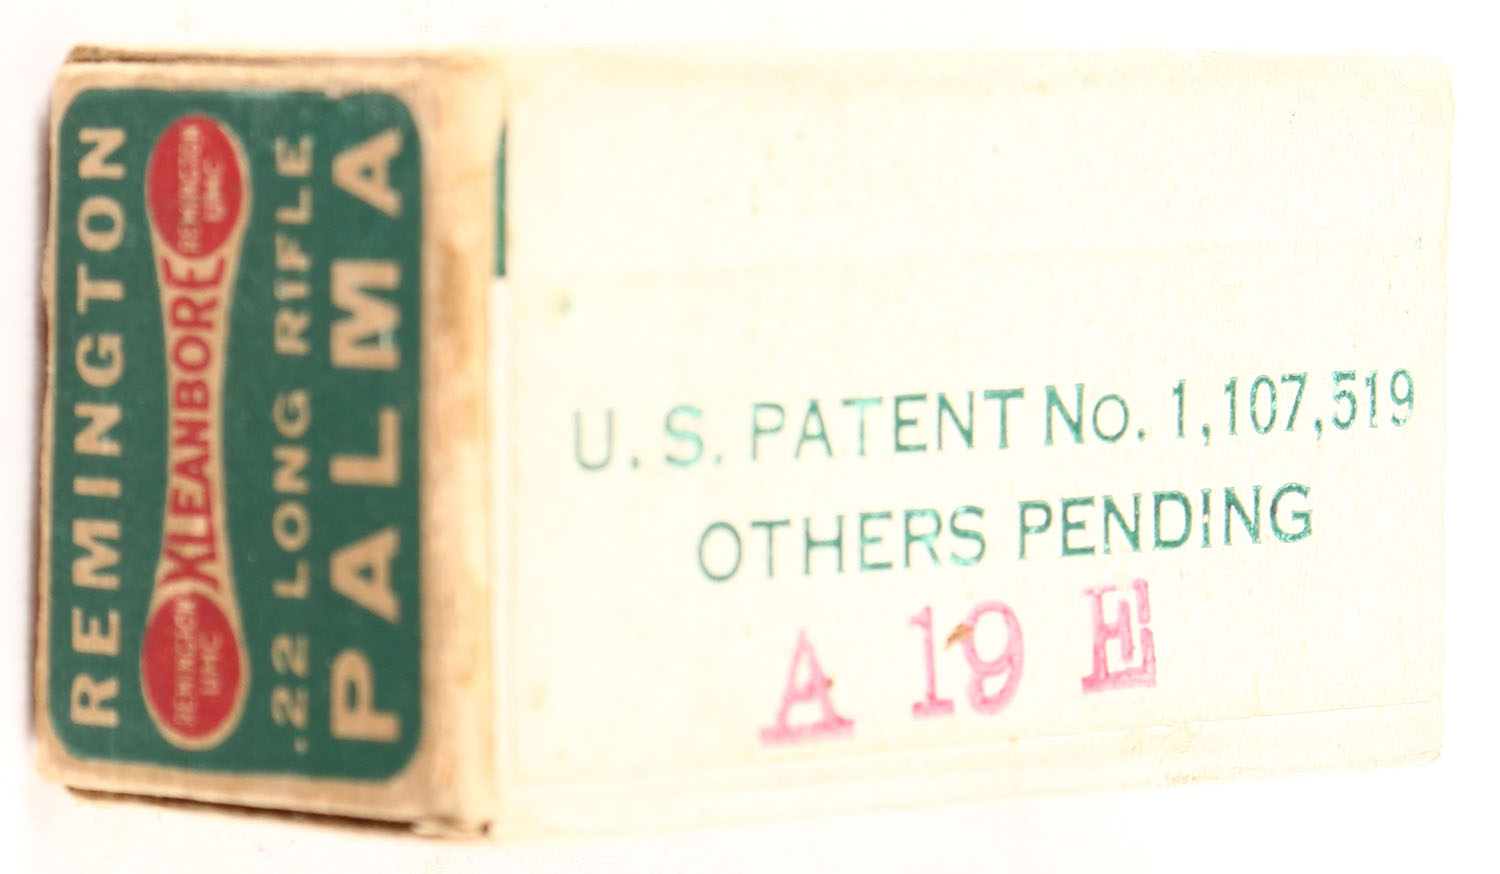 REMINGTON
REMINGTON
UMC
KLEANBORE
REMINGTON
UMC
.22 LONG RIFLE
PALMA
U. S. PATENT No. 1,107,519
OTHERS PENDING
A 19 E